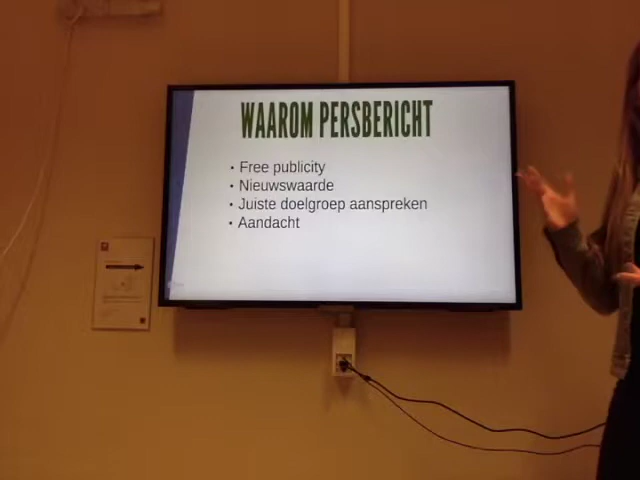 WAAROM PERSBERICHT
• Free publicity
• Nieuwswaarde
• Juiste doelgroep aanspreken
• Aandacht